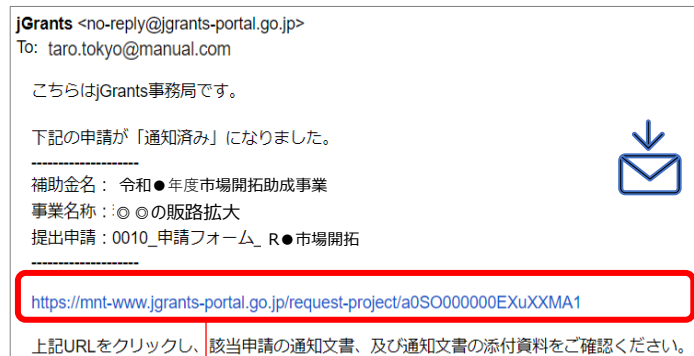 jGrants <no-reply@jgrants-portal.go.jp>
To: taro.tokyo@manual.com
こちらはjGrants事務局です。
下記の申請が「通知済み」になりました。
--------------------
補助金名： 令和●年度市場開拓助成事業
事業名称：◎ ◎の販路拡大
提出申請：0010_申請フォーム_ R●市場開拓
--------------------
https://mnt-www.jgrants-portal.go.jp/request-project/a0SO000000EXuXXMA1
上記URLをクリックし、該当申請の通知文書、及び通知文書の添付資料をご確認ください。